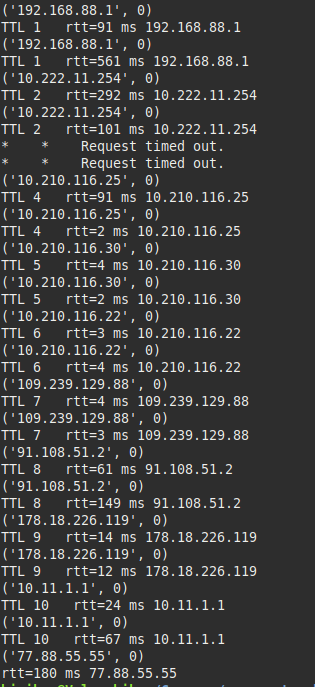 ('192.168.88.1', 0)
TTL 1   rtt=91 ms 192.168.88.1
('192.168.88.1', 0)
TTL 1   rtt=561 ms 192.168.88.1
('10.222.11.254', 0)
TTL 2   rtt=292 ms 10.222.11.254
('10.222.11.254', 0)
TTL 2   rtt=101 ms 10.222.11.254
*    *    Request timed out.
*    *    Request timed out.
('10.210.116.25', 0)
TTL 4   rtt=91 ms 10.210.116.25
('10.210.116.25', 0)
TTL 4   rtt=2 ms 10.210.116.25
('10.210.116.30', 0)
TTL 5   rtt=4 ms 10.210.116.30
('10.210.116.30', 0)
TTL 5   rtt=2 ms 10.210.116.30
('10.210.116.22', 0)
TTL 6   rtt=3 ms 10.210.116.22
('10.210.116.22', 0)
TTL 6   rtt=4 ms 10.210.116.22
('109.239.129.88', 0)
TTL 7   rtt=4 ms 109.239.129.88
('109.239.129.88', 0)
TTL 7   rtt=3 ms 109.239.129.88
('91.108.51.2', 0)
TTL 8   rtt=61 ms 91.108.51.2
('91.108.51.2', 0)
TTL 8   rtt=149 ms 91.108.51.2
('178.18.226.119', 0)
TTL 9   rtt=14 ms 178.18.226.119
('178.18.226.119', 0)
TTL 9   rtt=12 ms 178.18.226.119
('10.11.1.1', 0)
TTL 10   rtt=24 ms 10.11.1.1
('10.11.1.1', 0)
TTL 10   rtt=67 ms 10.11.1.1
('77.88.55.55', 0)
rtt=180 ms 77.88.55.55